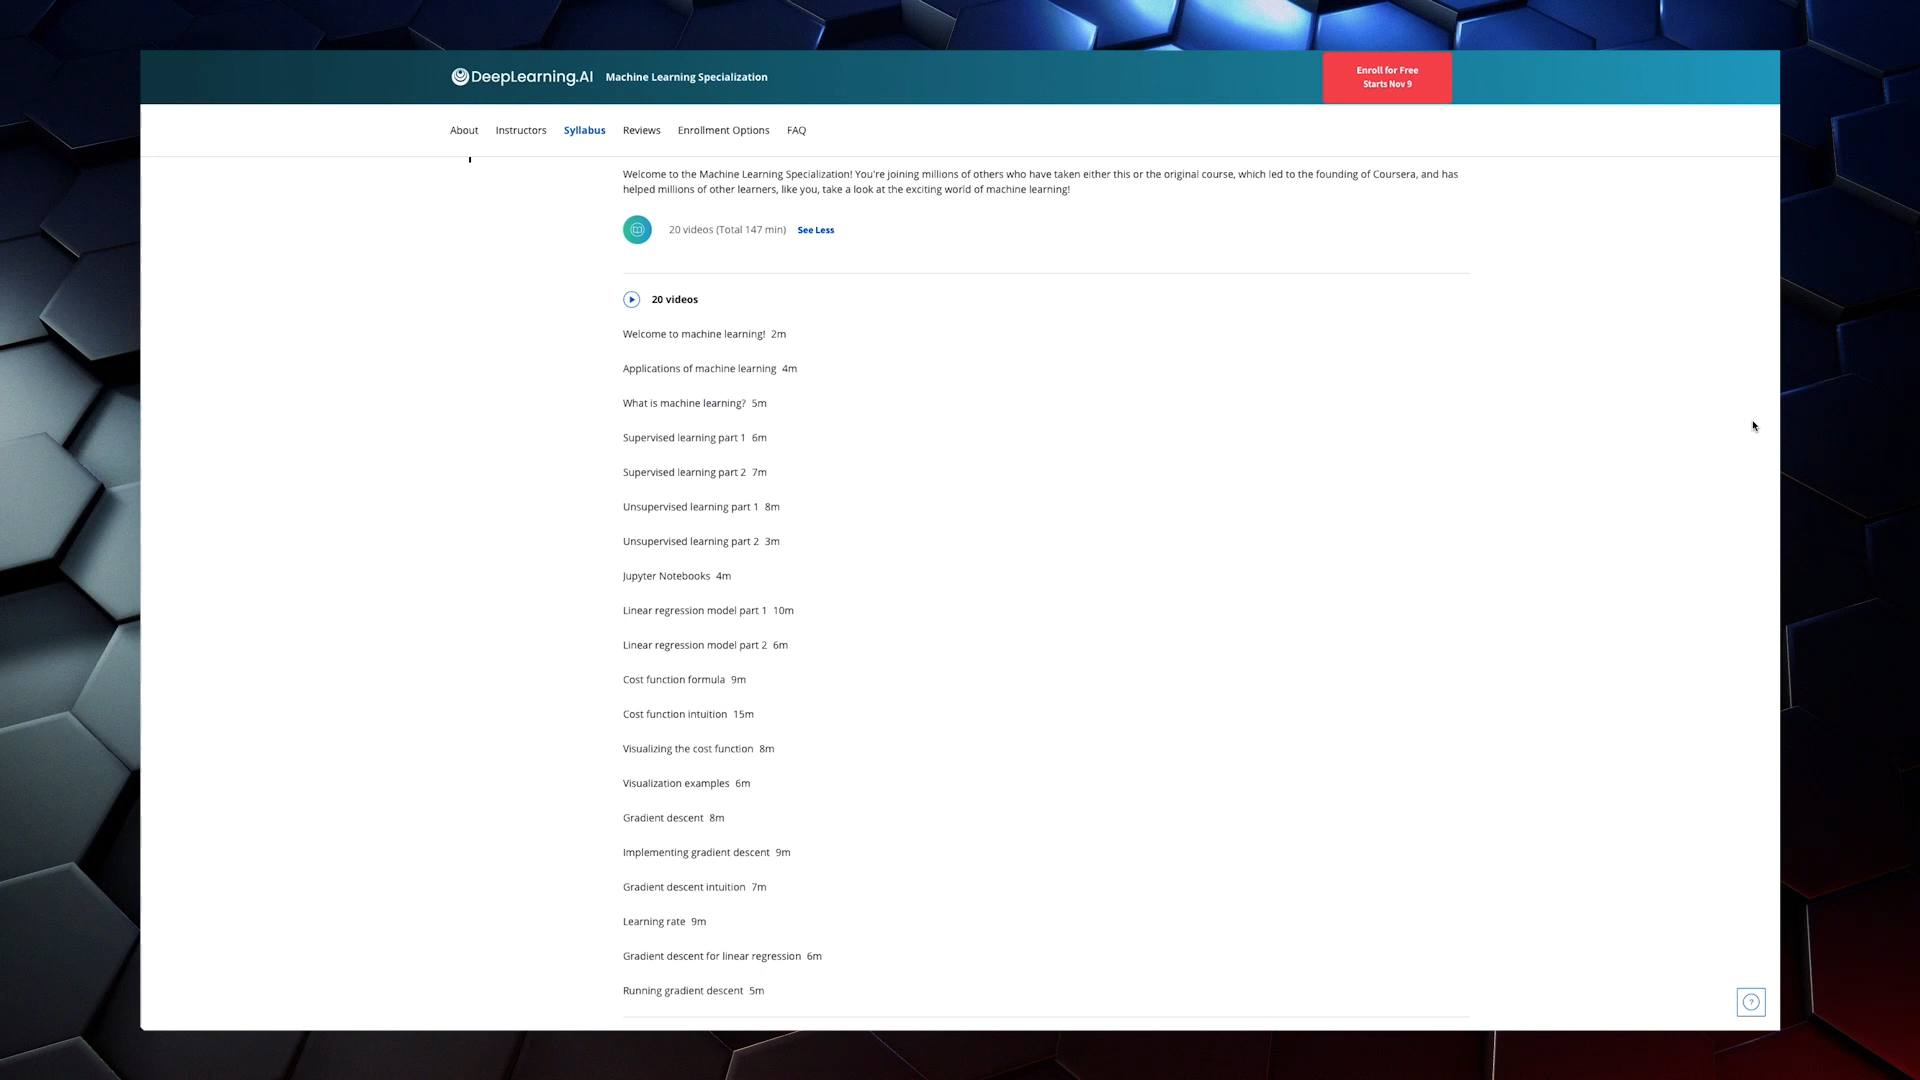 DeepLearning.AI Machine Learning Specialization
Enroll for Free
Starts Nov 9
About Instructors Syllabus Reviews Enrollment Options FAQ
Welcome to the Machine Learning Specialization! You're joining millions of others who have taken either this or the original course, which led to the founding of Coursera, and has
helped millions of other learners, like you, take a look at the exciting world of machine learning!
20 videos (Total 147 min) See Less
20 videos
Welcome to machine learning! 2m
Applications of machine learning 4m
What is machine learning? 5m
Supervised learning part 1 6m
Supervised learning part 2 7m
Unsupervised learning part 1 8m
Unsupervised learning part 2 3m
Jupyter Notebooks 4m
Linear regression model part 1 10m
Linear regression model part 2 6m
Cost function formula 9m
Cost function intuition 15m
Visualizing the cost function 8m
Visualization examples 6m
Gradient descent 8m
Implementing gradient descent 9m
Gradient descent intuition 7m
Learning rate 9m
Gradient descent for linear regression 6m
Running gradient descent 5m
?